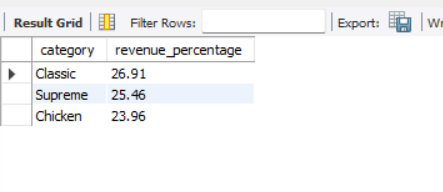 Result Grid Filter Rows: Export:
category revenue_percentage
Classic 26.91
Supreme 25.46
Chicken 23.96